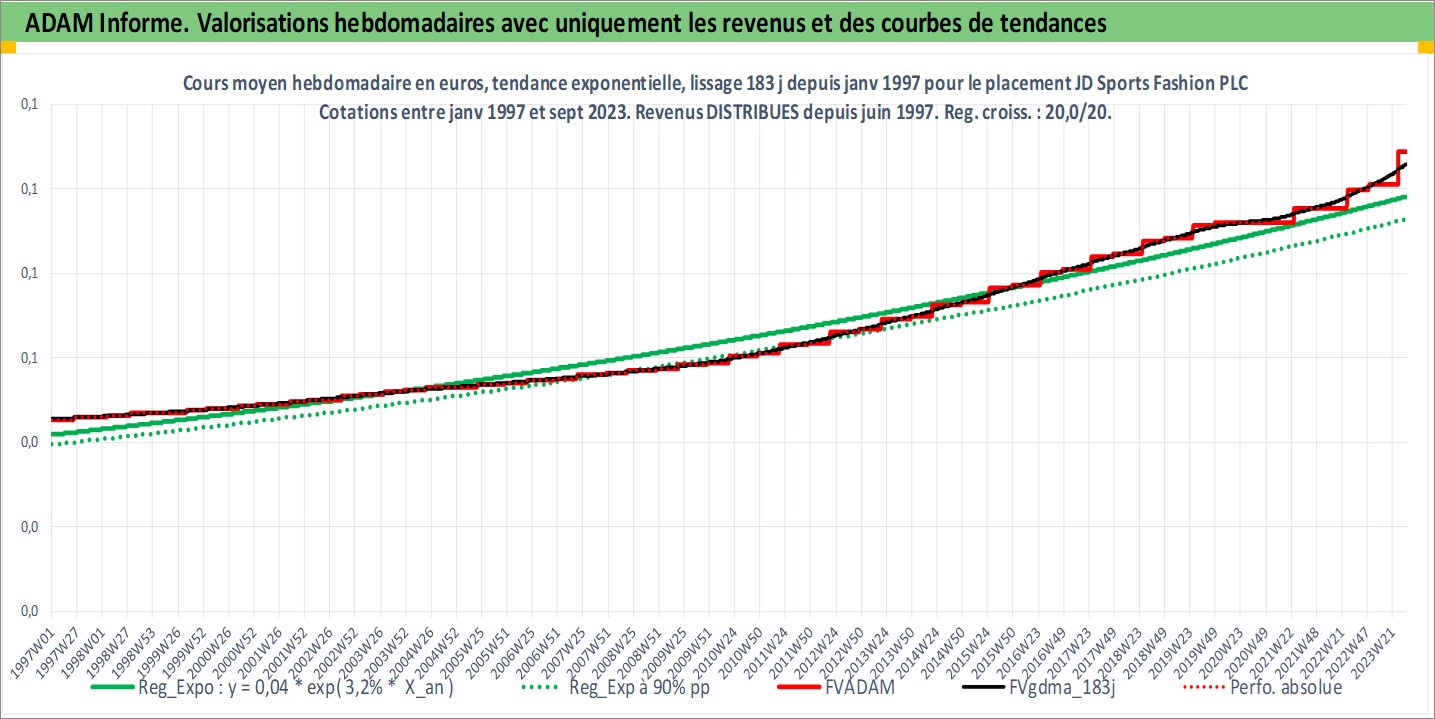 ADAM Informe. Valorisations hebdomadaires avec uniquement les revenus et des courbes de tendances
Cours moyen hebdomadaire en euros, tendance exponentielle, lissage 183 j depuis janv 1997 pour le placement JD Sports Fashion PLC
Cotations entre janv 1997 et sept 2023. Revenus DISTRIBUES depuis juin 1997. Reg. croiss. : 20,0/20.
0,1
0,1
0,1
0,1
0,0
0,0
0,0
1997W01
1997W27
1998W01
1998W27
1998W53
1999W26
1999W52
2000W26
2000W52
2001W26
2001W52
2002W26
2002W52
2003W26
2003W52
2004W26
2004W52
2005W25
2005W51
2006W25
2006W51
2007W25
2007W51
2008W25
2008W51
2009W25
2009W51
2010W24
2010W50
2011W24
2011W50
2012W24
2012W50
2013W24
2013W50
2014W24
2014W50
2015W24
2015W50
2016W23
2016W49
2017W23
2017W49
2018W23
2018W49
2019W23
2019W49
2020W23
2020W49
2021W22
2021W48
2022W21
2022W47
2023W21
Reg_Expo : y = 0,04 * exp( 3,2% * X_an )
Reg_Exp à 90% pp
FVADAM
FVgdma_183j
Perfo. absolue